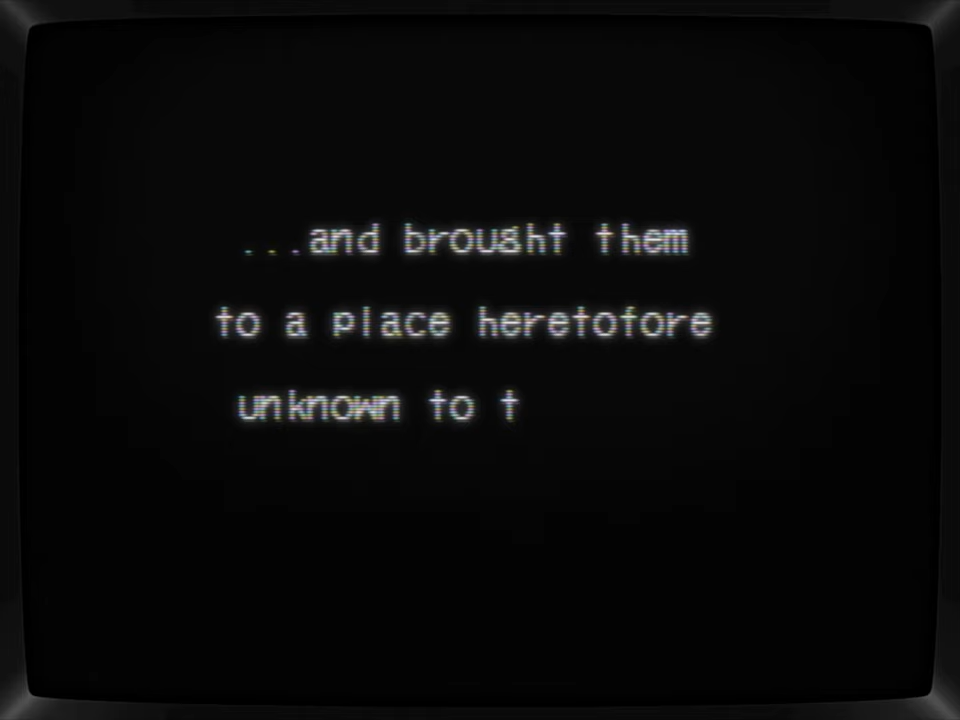 ...and brought them
to a place heretofore
unknown to t